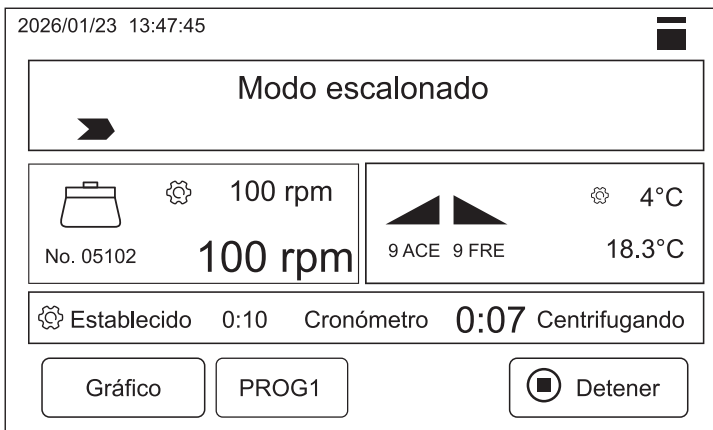 2026/01/23 13:47:45
Modo escalonado
100 rpm
No. 05102
100 rpm
9 ACE 9 FRE
4°C
18.3°C
Establecido 0:10 Cronómetro 0:07 Centrifugando
Gráfico PROG1 Detener